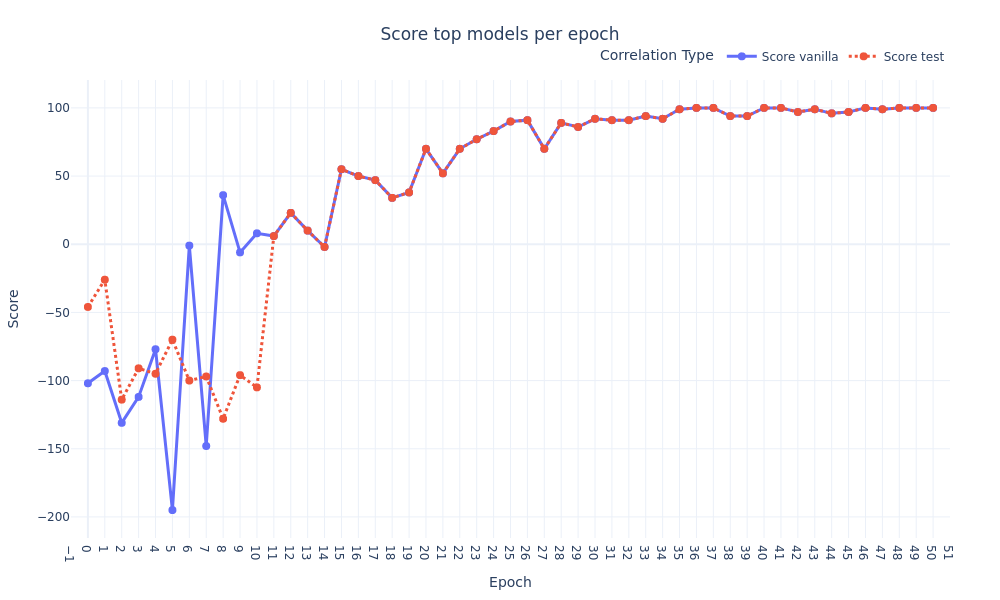 Score top models per epoch
Correlation Type Score vanilla Score test
100
50
0
−50
−100
−150
−200
Score
−1 0 1 2 3 4 5 6 7 8 9 10 11 12 13 14 15 16 17 18 19 20 21 22 23 24 25 26 27 28 29 30 31 32 33 34 35 36 37 38 39 40 41 42 43 44 45 46 47 48 49 50 51
Epoch